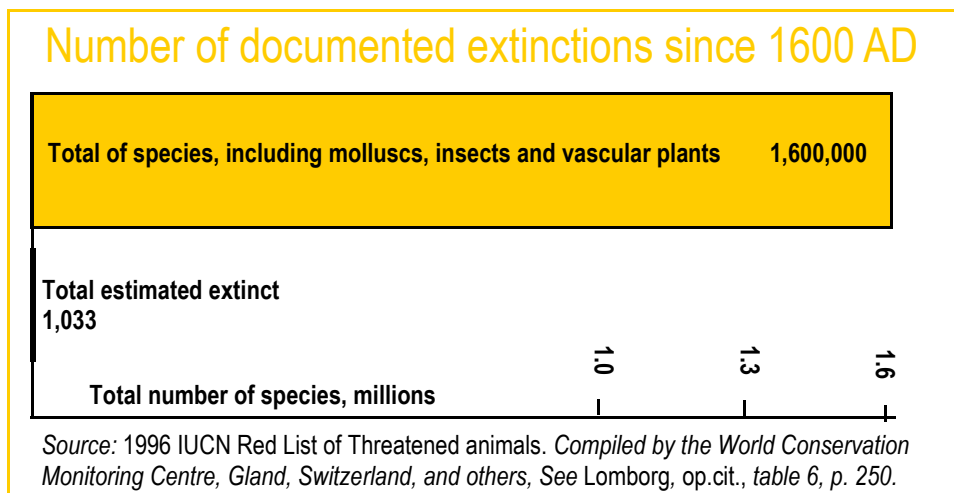 Number of documented extinctions since 1600 AD
Total of species, including molluscs, insects and vascular plants 1,600,000
Total estimated extinct
1,033
1.0
1.3
1.6
Total number of species, millions
Source: 1996 IUCN Red List of Threatened animals. Compiled by the World Conservation
Monitoring Centre, Gland, Switzerland, and others, See Lomborg, op.cit., table 6, p. 250.